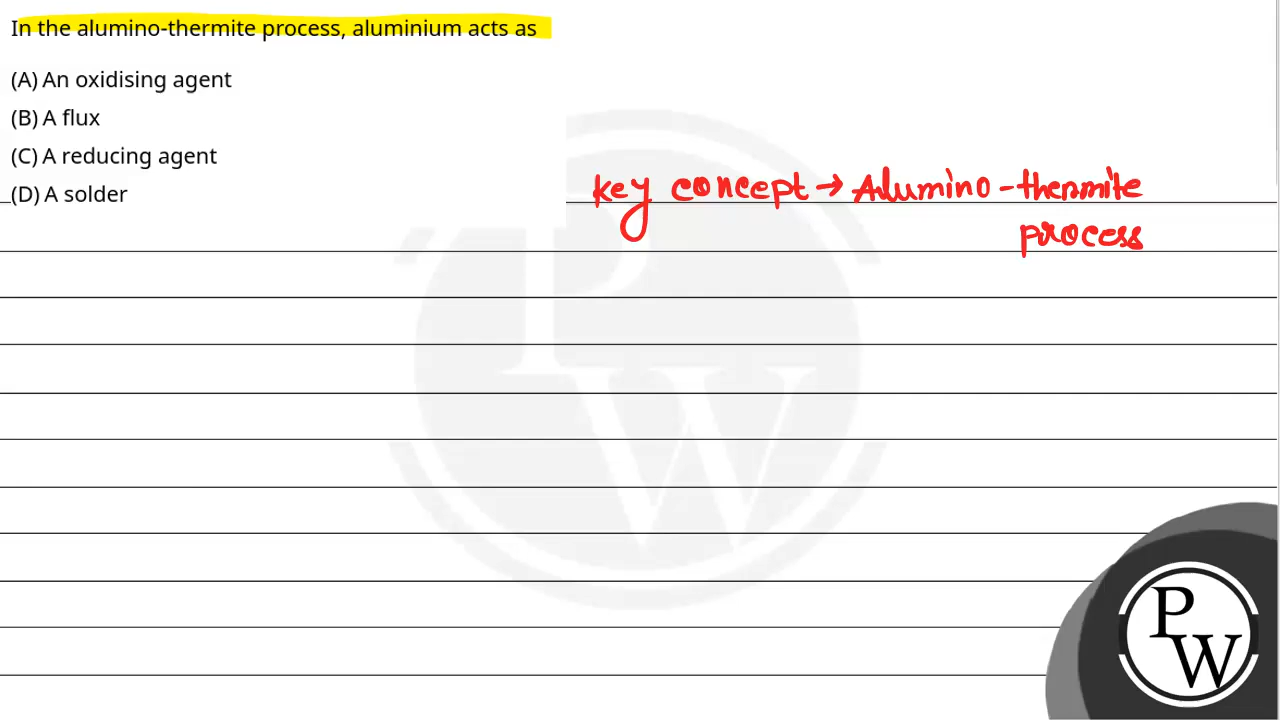 In the alumino-thermite process, aluminium acts as
(A) An oxidising agent
(B) A flux
(C) A reducing agent
(D) A solder
key concept → Alumino-thermite
process
PW
PW